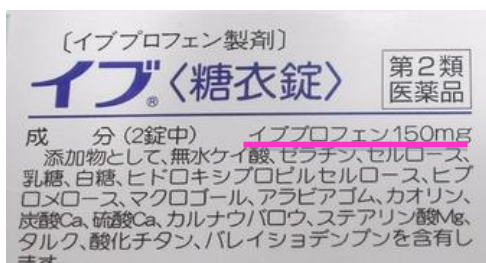 〔イブプロフェン製剤〕
イブ®〈糖衣錠〉
第2類
医薬品
成　分(2錠中)　イブプロフェン150mg
添加物として、無水ケイ酸、ゼラチン、セルロース、
乳糖、白糖、ヒドロキシプロピルセルロース、ヒプ
ロメロース、マクロゴール、アラビアゴム、カオリン、
炭酸Ca、硫酸Ca、カルナウバロウ、ステアリン酸Mg、
タルク、酸化チタン、バレイショデンプンを含有し
ます